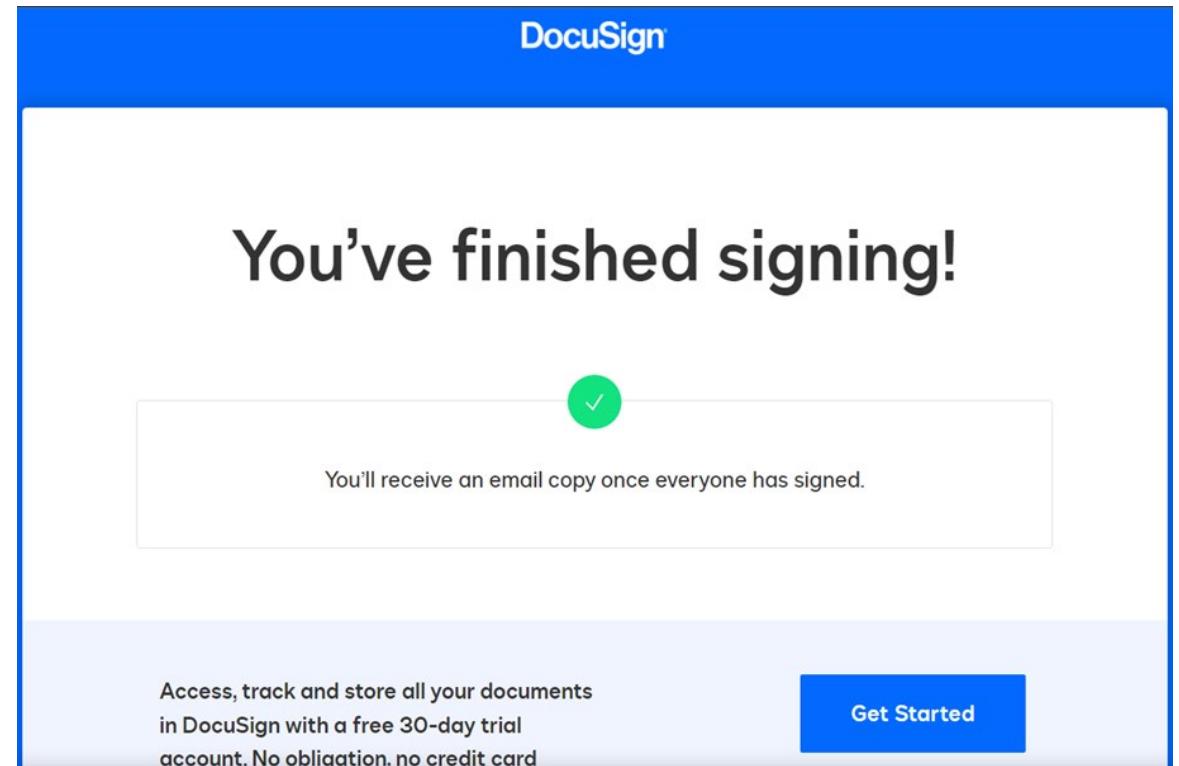 DocuSign
You’ve finished signing!
You’ll receive an email copy once everyone has signed.
Access, track and store all your documents
in DocuSign with a free 30-day trial
account. No obligation, no credit card
Get Started